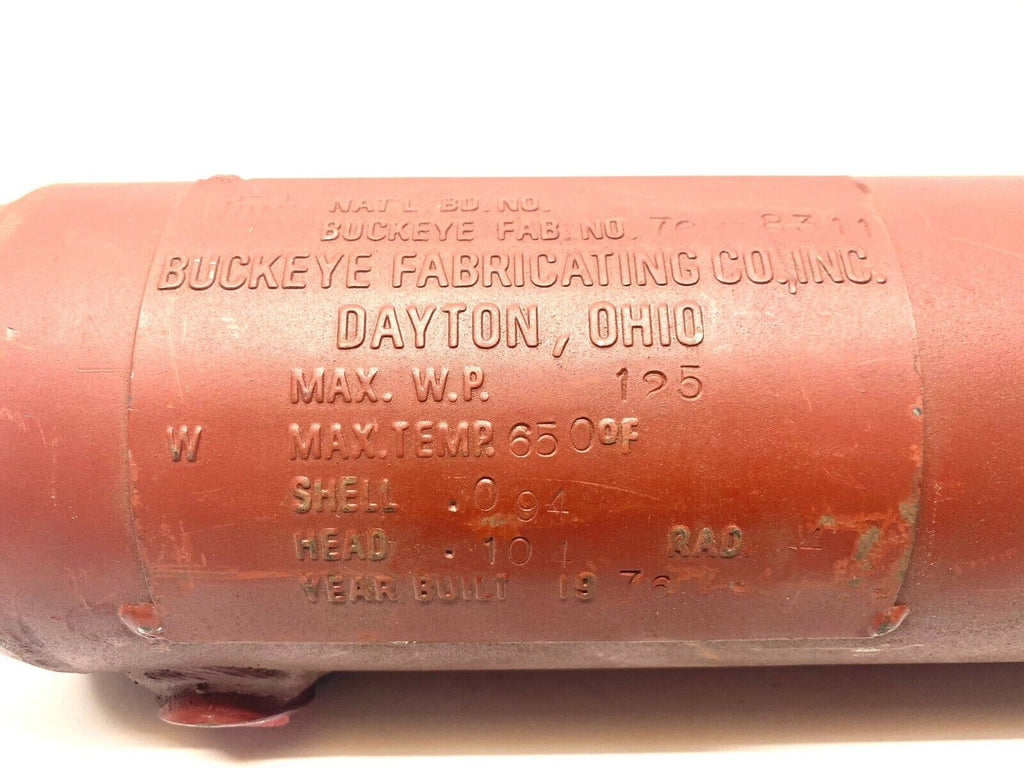 NAT'L BD. NO.
BUCKEYE FAB. NO. 76 8311
BUCKEYE FABRICATING CO., INC.
DAYTON, OHIO
MAX. W.P. 125
W MAX. TEMP. 650°F
SHELL .094
HEAD .104 RAD.
YEAR BUILT 1976